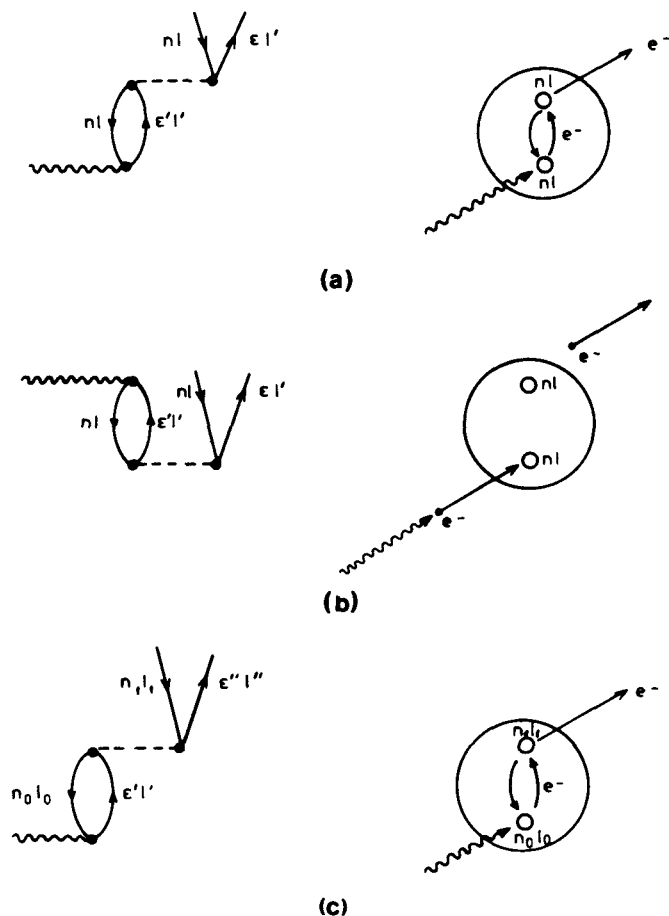 nl εl'
nl ε'l'
e⁻
nl
e⁻
nl
(a)
nl ε'l' nl εl'
e⁻
nl
nl
e⁻
(b)
n₁l₁ ε''l''
n₀l₀ ε'l'
e⁻
n₁l₁
e⁻
n₀l₀
(c)